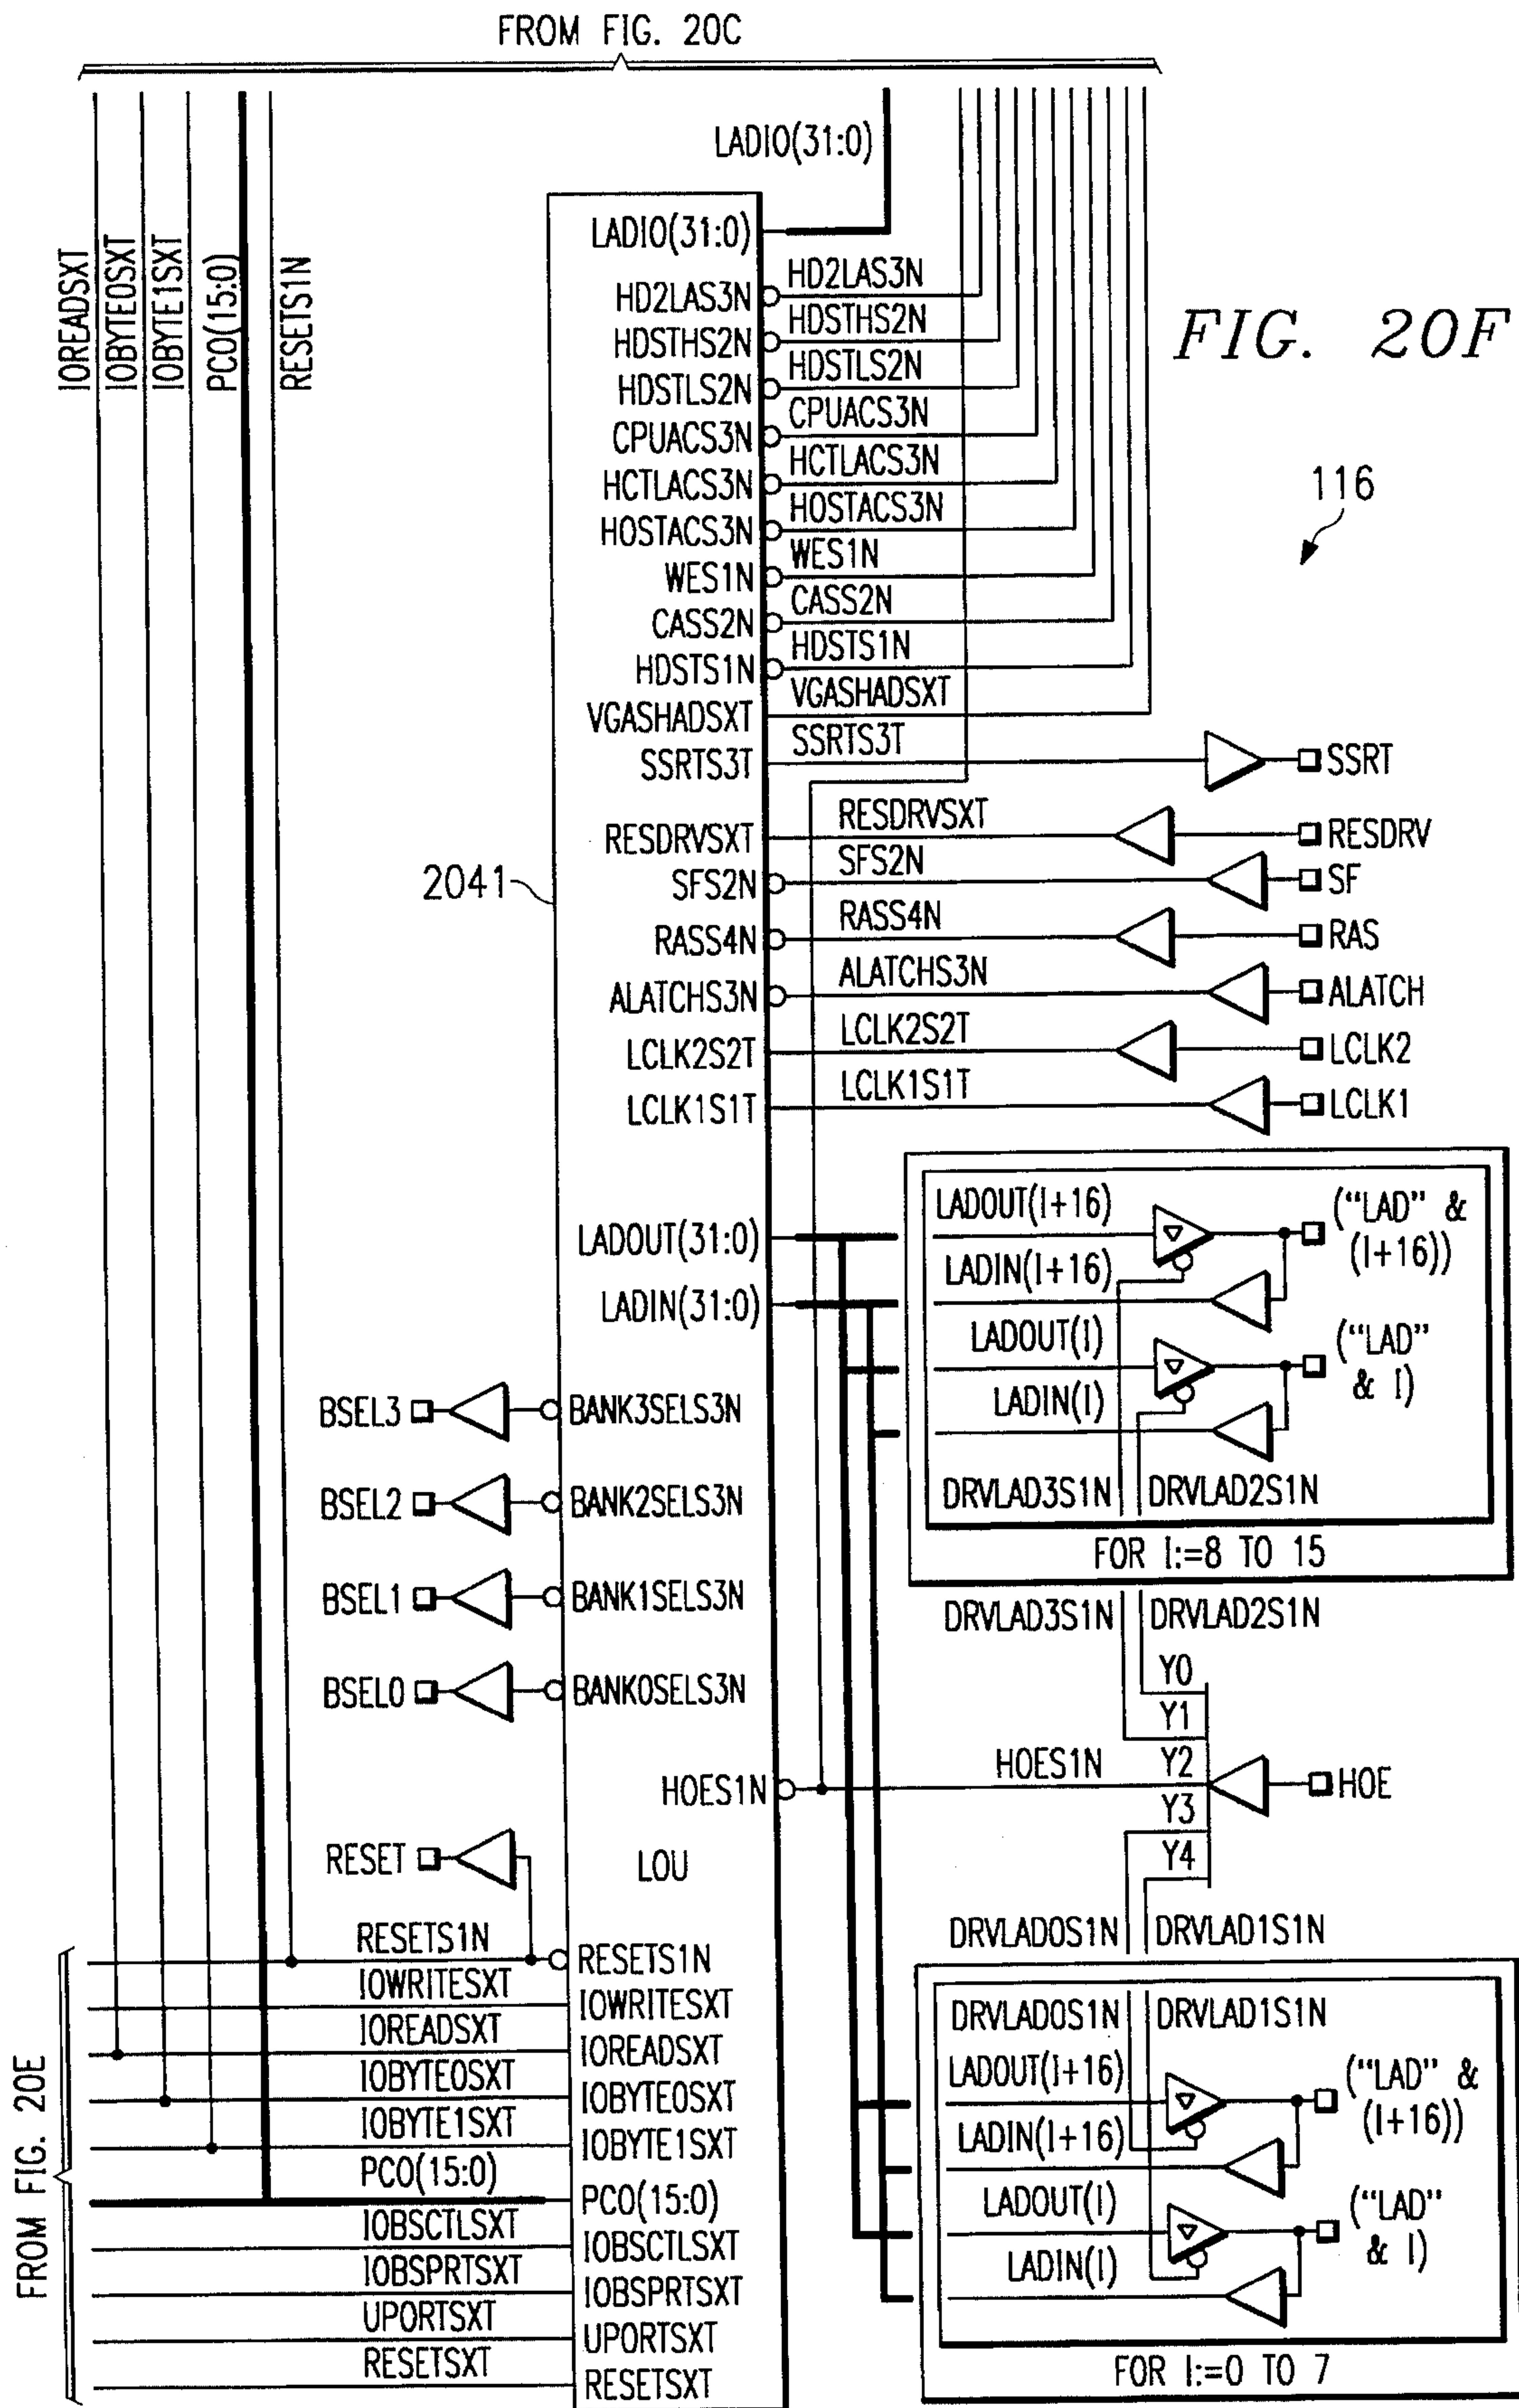 FROM FIG. 20C
IOREADSXT
IOBYTE0SXT
IOBYTE1SXT
PCO(15:0)
RESETS1N
LADIO(31:0)
FIG. 20F
116
LADIO(31:0)
HD2LAS3N HD2LAS3N
HDSTHS2N HDSTHS2N
HDSTLS2N HDSTLS2N
CPUACS3N CPUACS3N
HCTLACS3N HCTLACS3N
HOSTACS3N HOSTACS3N
WES1N WES1N
CASS2N CASS2N
HDSTS1N HDSTS1N
VGASHADSXT VGASHADSXT
SSRTS3T SSRTS3T SSRT
RESDRVSXT RESDRVSXT RESDRV
2041
SFS2N SFS2N SF
RASS4N RASS4N RAS
ALATCHS3N ALATCHS3N ALATCH
LCLK2S2T LCLK2S2T LCLK2
LCLK1S1T LCLK1S1T LCLK1
LADOUT(31:0)
LADIN(31:0)
LADOUT(I+16) ("LAD" &
LADIN(I+16) (I+16))
LADOUT(I) ("LAD"
LADIN(I) & I)
DRVLAD3S1N DRVLAD2S1N
FOR I:=8 TO 15
BSEL3 BANK3SELS3N
BSEL2 BANK2SELS3N
BSEL1 BANK1SELS3N
BSEL0 BANK0SELS3N
DRVLAD3S1N DRVLAD2S1N
Y0
Y1
HOES1N HOES1N Y2 HOE
Y3
Y4
RESET LOU
DRVLAD0S1N DRVLAD1S1N
FROM FIG. 20E
RESETS1N RESETS1N
IOWRITESXT IOWRITESXT
IOREADSXT IOREADSXT
IOBYTE0SXT IOBYTE0SXT
IOBYTE1SXT IOBYTE1SXT
PCO(15:0) PCO(15:0)
IOBSCTLSXT IOBSCTLSXT
IOBSPRTSXT IOBSPRTSXT
UPORTSXT UPORTSXT
RESETSXT RESETSXT
DRVLAD0S1N DRVLAD1S1N
LADOUT(I+16) ("LAD" &
LADIN(I+16) (I+16))
LADOUT(I) ("LAD"
LADIN(I) & I)
FOR I:=0 TO 7